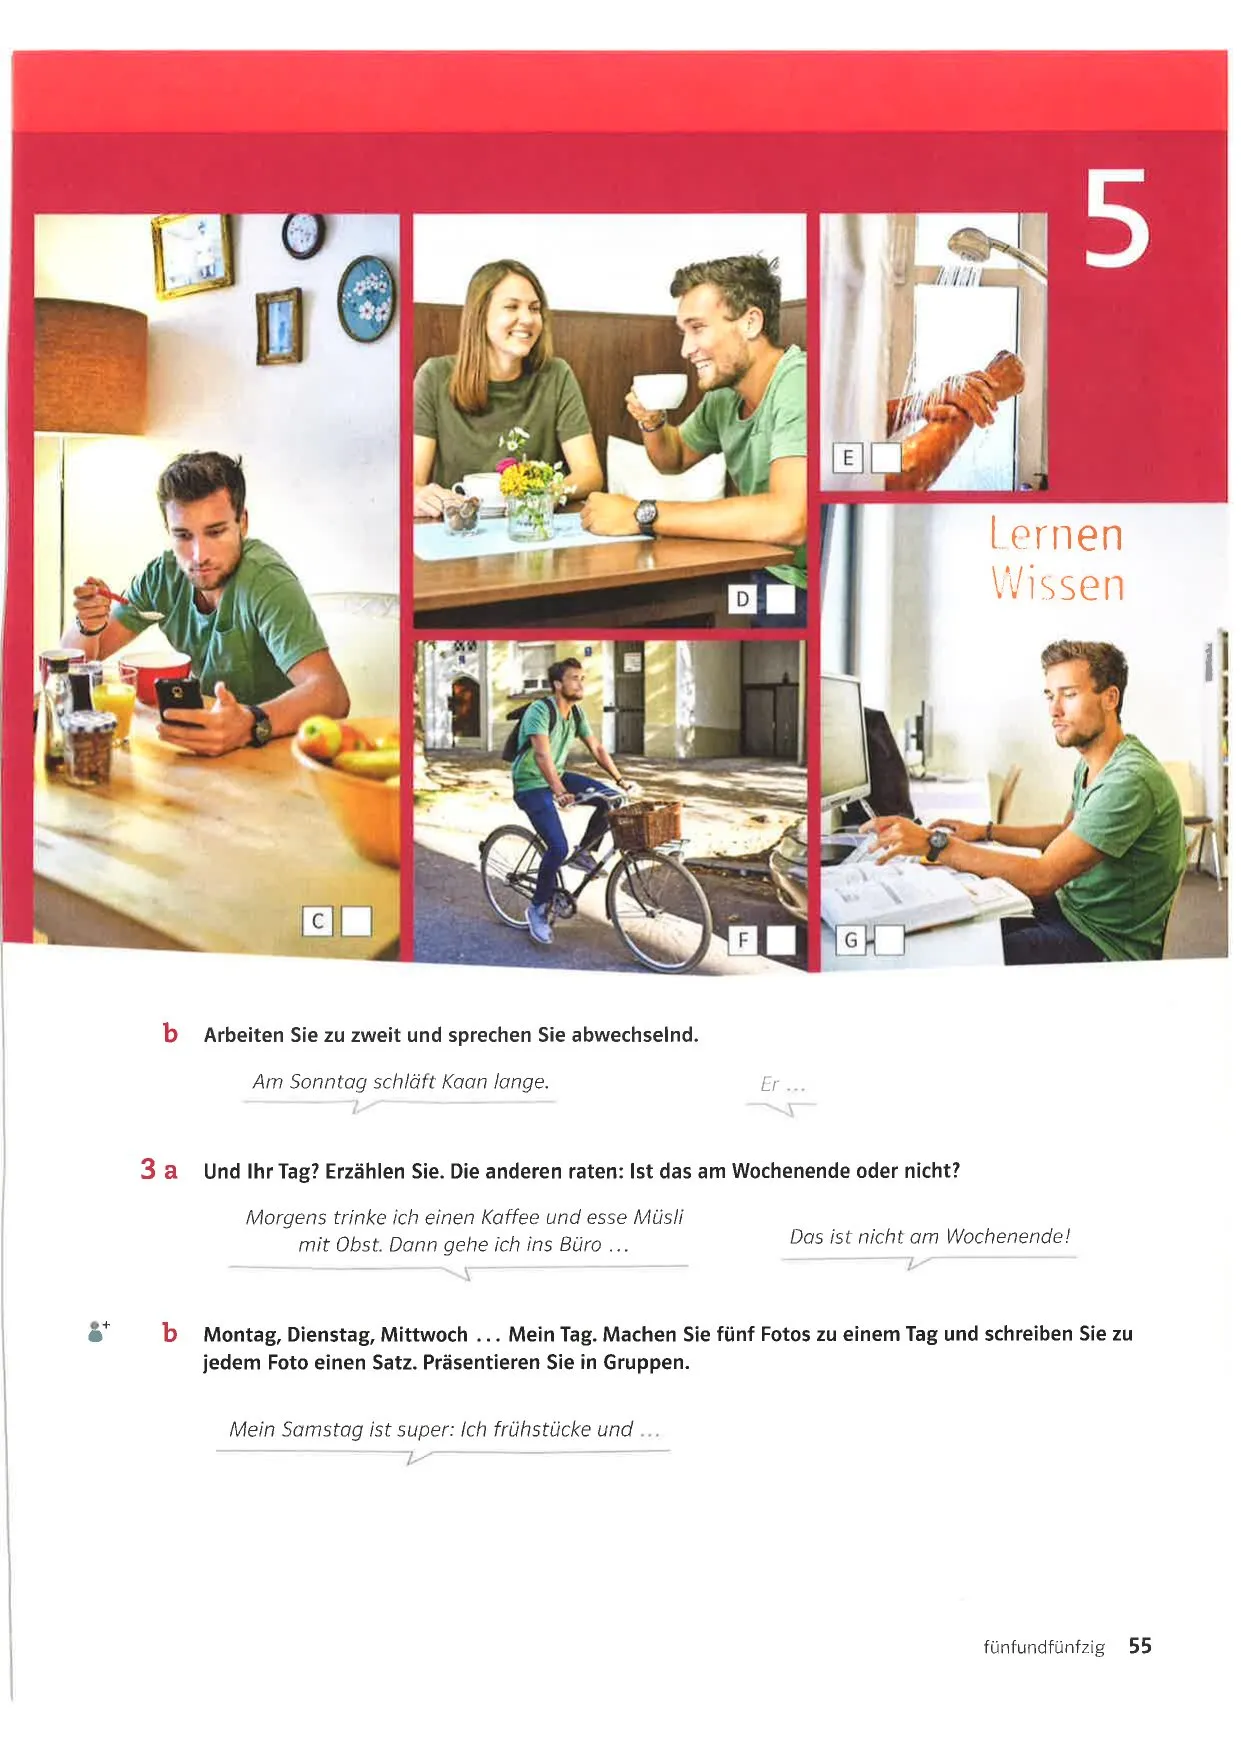 5
E
D
Lernen
Wissen
C
F
G
b Arbeiten Sie zu zweit und sprechen Sie abwechselnd.
Am Sonntag schläft Kaan lange.
Er ...
3 a Und Ihr Tag? Erzählen Sie. Die anderen raten: Ist das am Wochenende oder nicht?
Morgens trinke ich einen Kaffee und esse Müsli
mit Obst. Dann gehe ich ins Büro ...
Das ist nicht am Wochenende!
b Montag, Dienstag, Mittwoch ... Mein Tag. Machen Sie fünf Fotos zu einem Tag und schreiben Sie zu
jedem Foto einen Satz. Präsentieren Sie in Gruppen.
Mein Samstag ist super: Ich frühstücke und ...
fünfundfünfzig 55